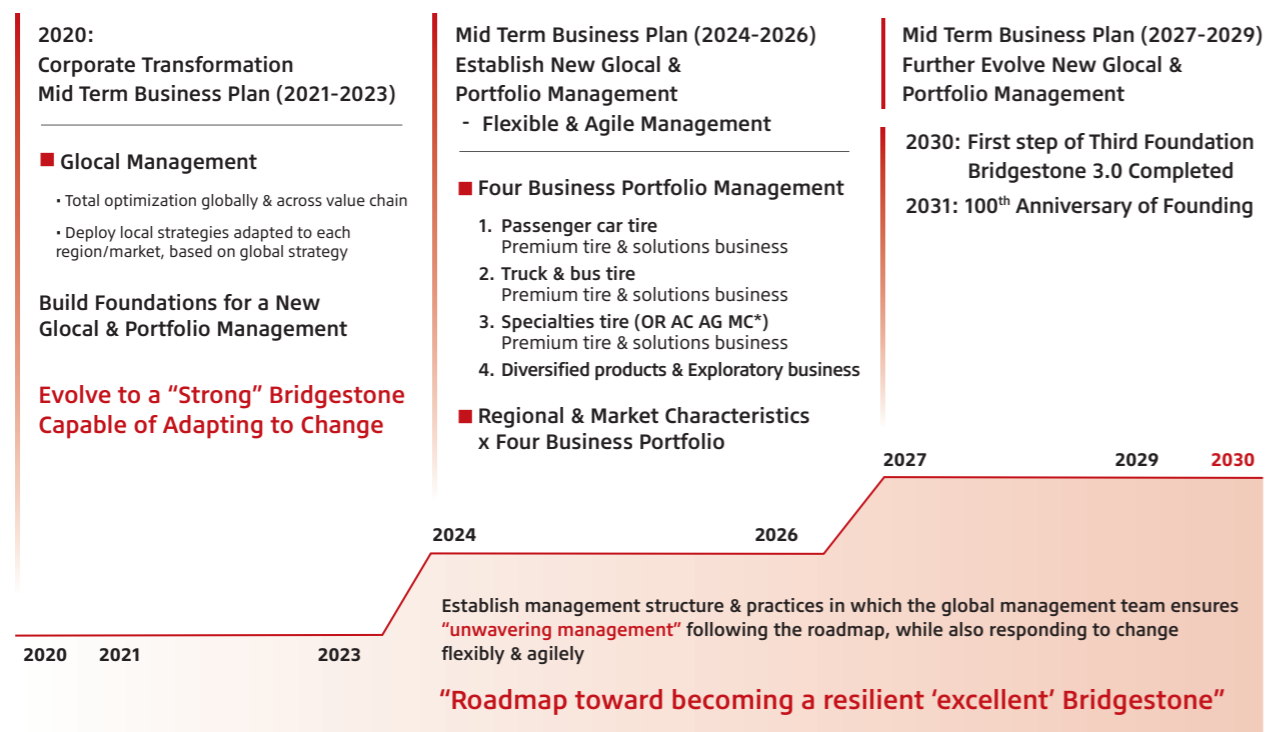 2020:
Corporate Transformation
Mid Term Business Plan (2021-2023)
■ Glocal Management
• Total optimization globally & across value chain
• Deploy local strategies adapted to each
region/market, based on global strategy
Build Foundations for a New
Glocal & Portfolio Management
Evolve to a “Strong” Bridgestone
Capable of Adapting to Change
Mid Term Business Plan (2024-2026)
Establish New Glocal &
Portfolio Management
- Flexible & Agile Management
■ Four Business Portfolio Management
1. Passenger car tire
Premium tire & solutions business
2. Truck & bus tire
Premium tire & solutions business
3. Specialties tire (OR AC AG MC*)
Premium tire & solutions business
4. Diversified products & Exploratory business
■ Regional & Market Characteristics
x Four Business Portfolio
Mid Term Business Plan (2027-2029)
Further Evolve New Glocal &
Portfolio Management
2030: First step of Third Foundation
Bridgestone 3.0 Completed
2031: 100th Anniversary of Founding
2027 2029 2030
2024 2026
2020 2021 2023
Establish management structure & practices in which the global management team ensures
“unwavering management” following the roadmap, while also responding to change
flexibly & agilely
“Roadmap toward becoming a resilient ‘excellent’ Bridgestone”